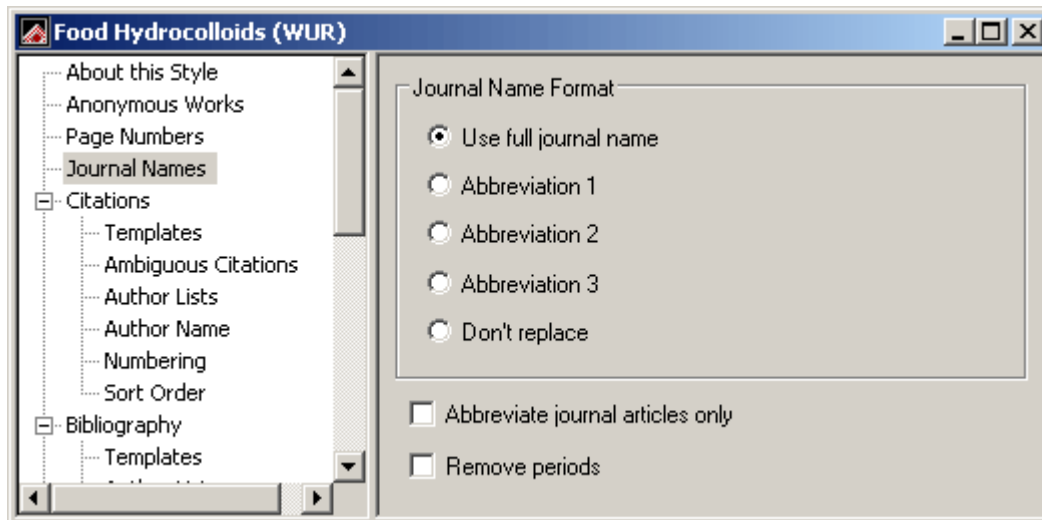 Food Hydrocolloids (WUR)
About this Style
Anonymous Works
Page Numbers
Journal Names
Citations
Templates
Ambiguous Citations
Author Lists
Author Name
Numbering
Sort Order
Bibliography
Templates
Journal Name Format
Use full journal name
Abbreviation 1
Abbreviation 2
Abbreviation 3
Don't replace
Abbreviate journal articles only
Remove periods